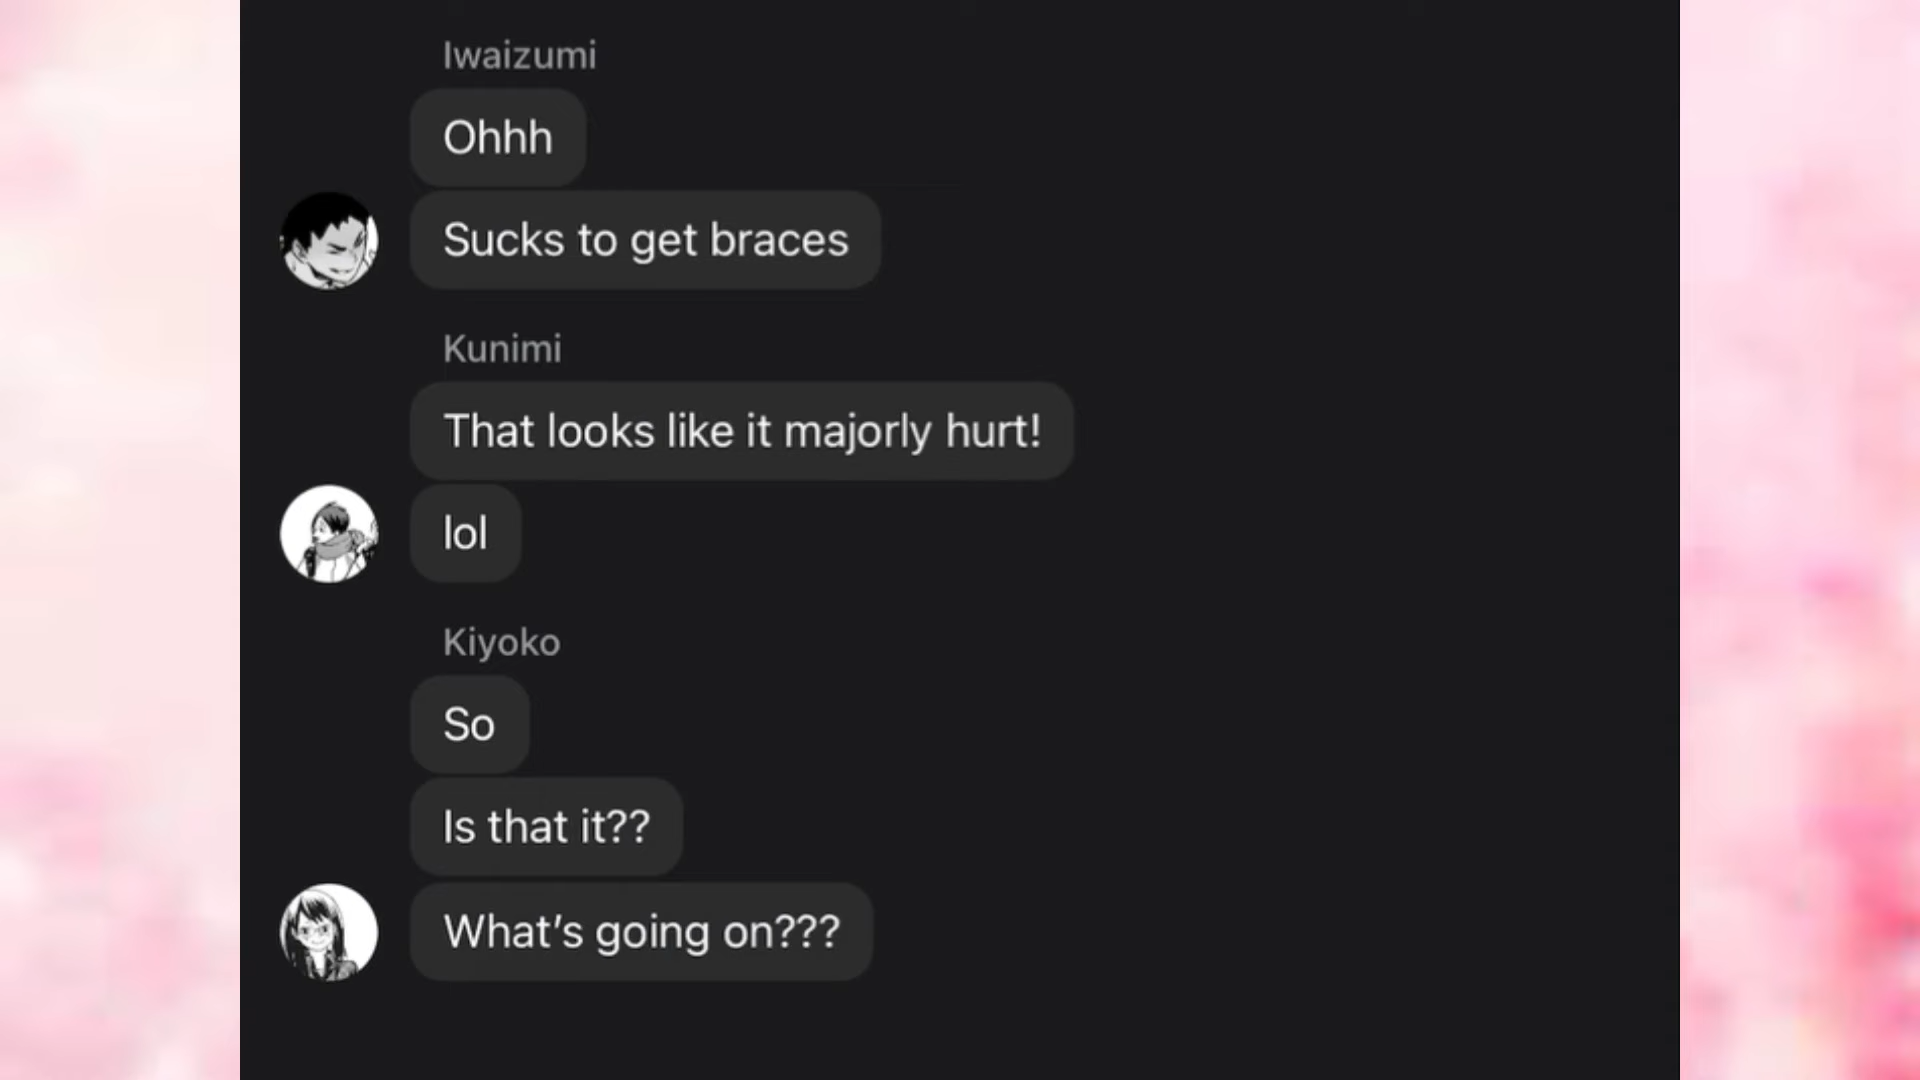 Iwaizumi
Ohhh
Sucks to get braces
Kunimi
That looks like it majorly hurt!
lol
Kiyoko
So
Is that it??
What’s going on???